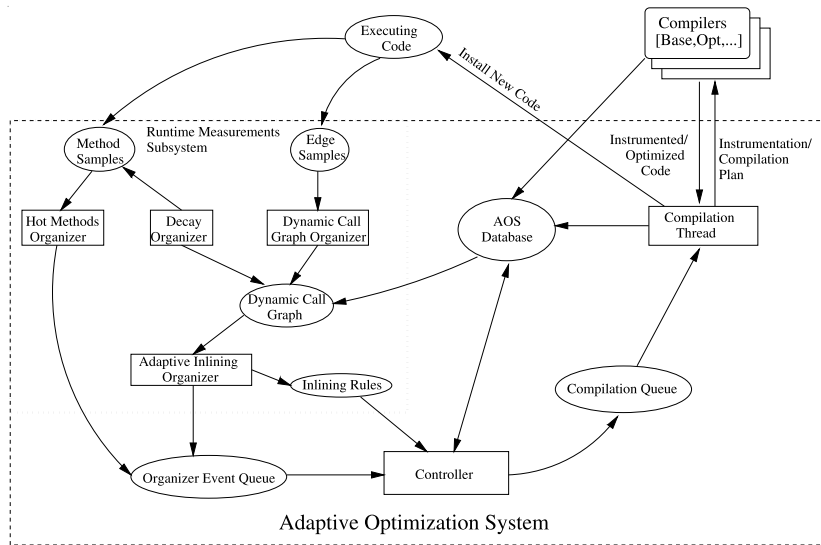 Executing
Code
Compilers
[Base,Opt,...]
Install New Code
Method
Samples
Runtime Measurements
Subsystem
Edge
Samples
Instrumented/
Optimized
Code
Instrumentation/
Compilation
Plan
Hot Methods
Organizer
Decay
Organizer
Dynamic Call
Graph Organizer
AOS
Database
Compilation
Thread
Dynamic Call
Graph
Adaptive Inlining
Organizer
Inlining Rules
Compilation Queue
Organizer Event Queue
Controller
Adaptive Optimization System